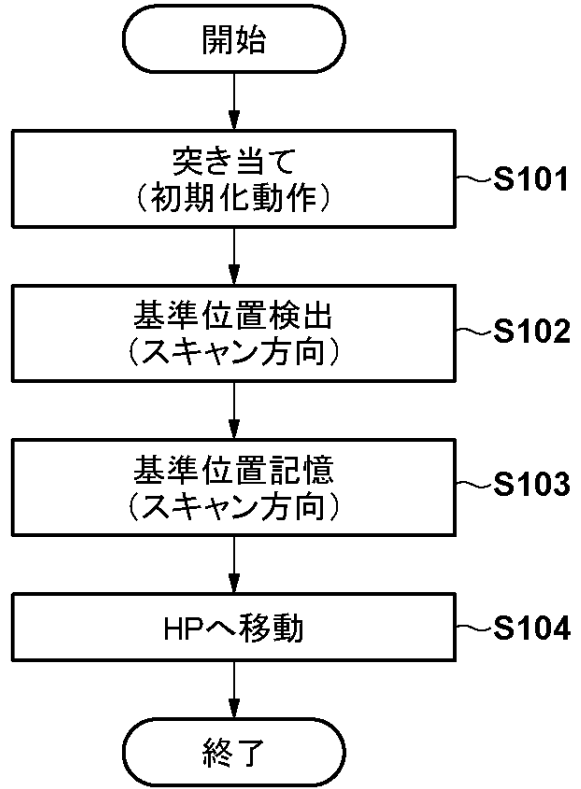 開始
突き当て
(初期化動作)
S101
基準位置検出
(スキャン方向)
S102
基準位置記憶
(スキャン方向)
S103
HPへ移動
S104
終了